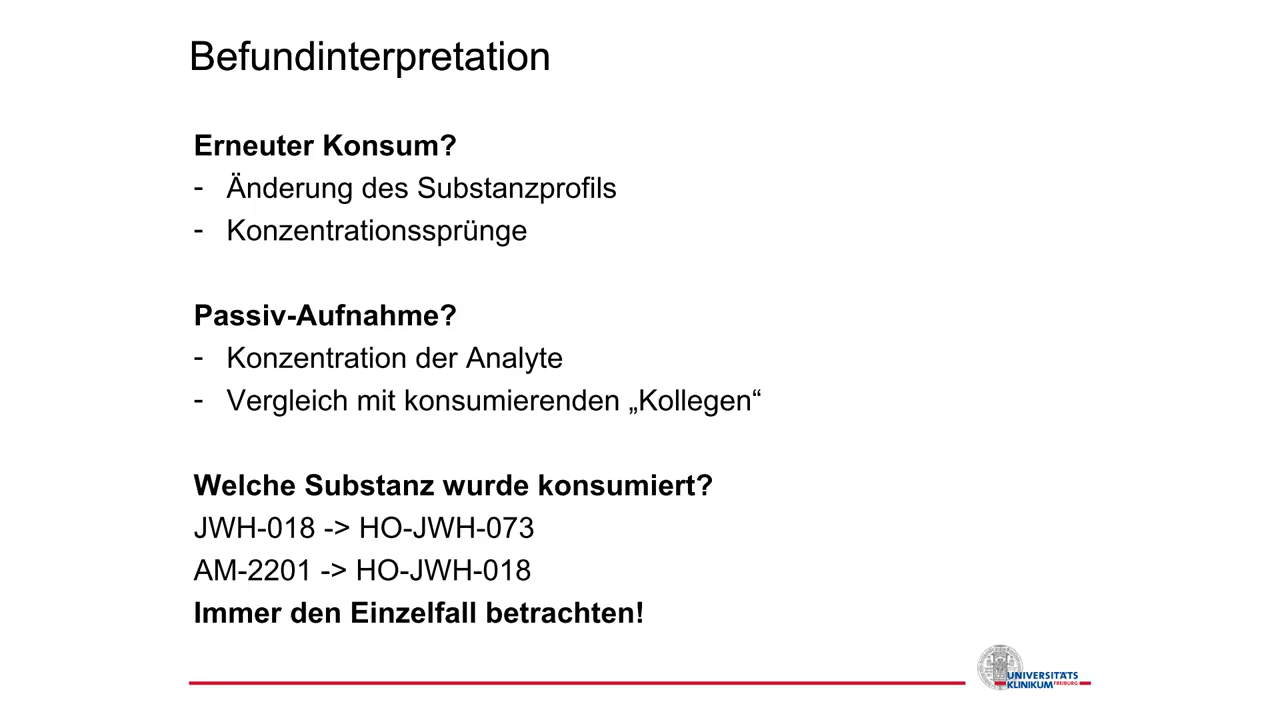 Befundinterpretation
Erneuter Konsum?
- Änderung des Substanzprofils
- Konzentrationssprünge
Passiv-Aufnahme?
- Konzentration der Analyte
- Vergleich mit konsumierenden „Kollegen“
Welche Substanz wurde konsumiert?
JWH-018 -> HO-JWH-073
AM-2201 -> HO-JWH-018
Immer den Einzelfall betrachten!
UNIVERSITÄTS
KLINIKUM FREIBURG